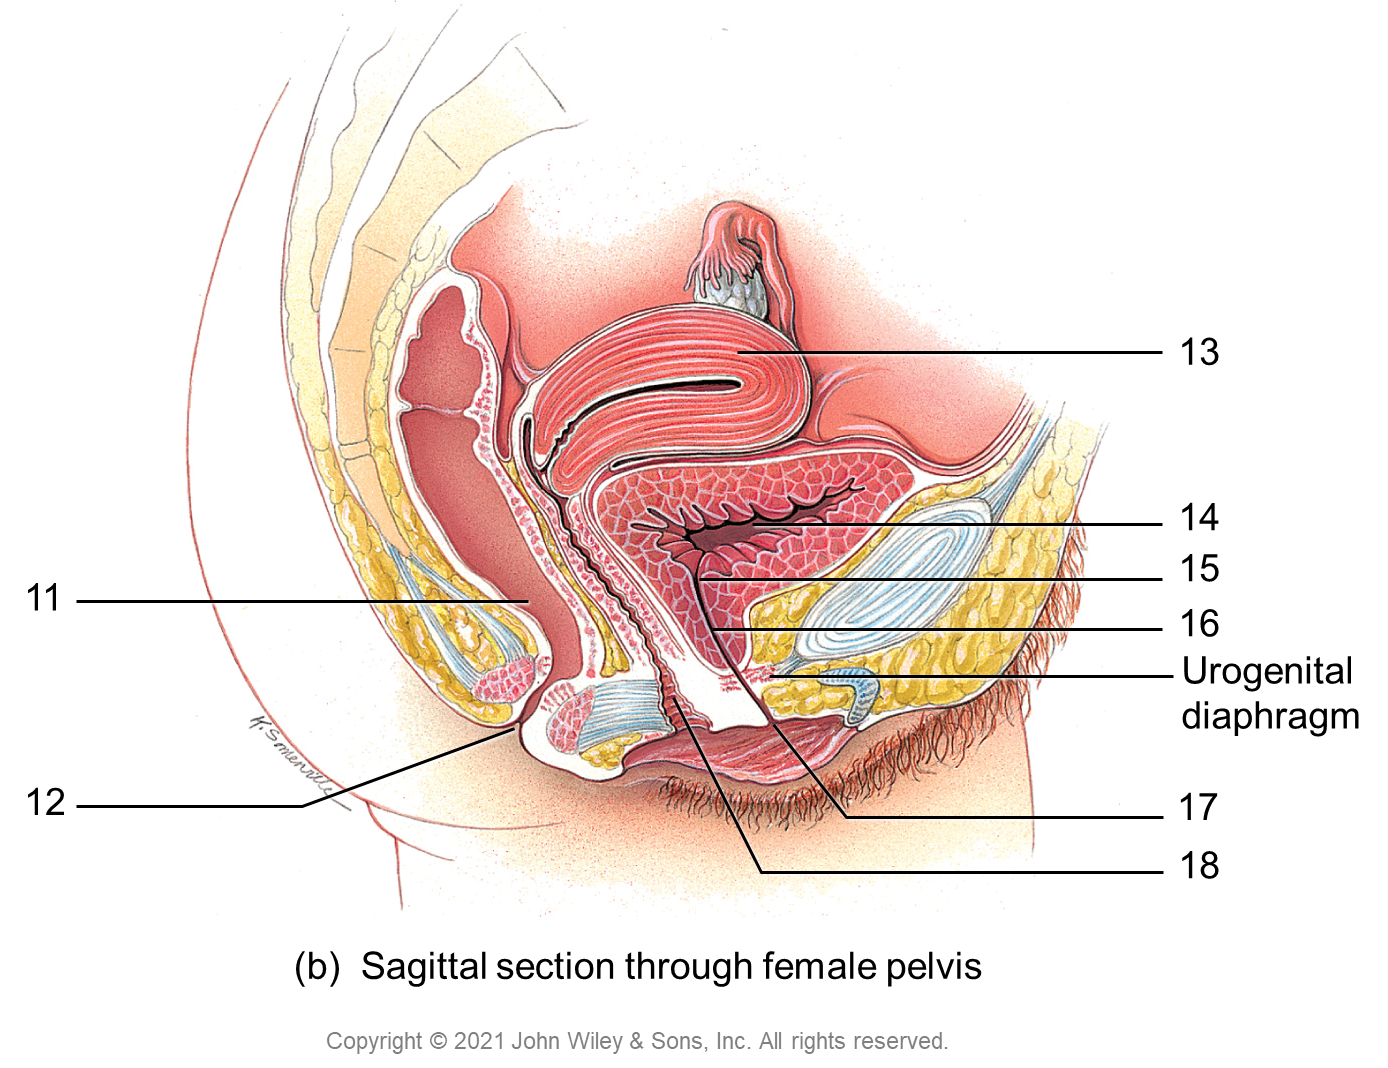 13
14
15
11
16
Urogenital
diaphragm
12
17
18
K. Somerville
(b) Sagittal section through female pelvis
Copyright © 2021 John Wiley & Sons, Inc. All rights reserved.